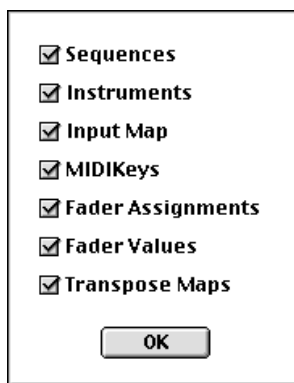 Sequences
Instruments
Input Map
MIDIKeys
Fader Assignments
Fader Values
Transpose Maps
OK